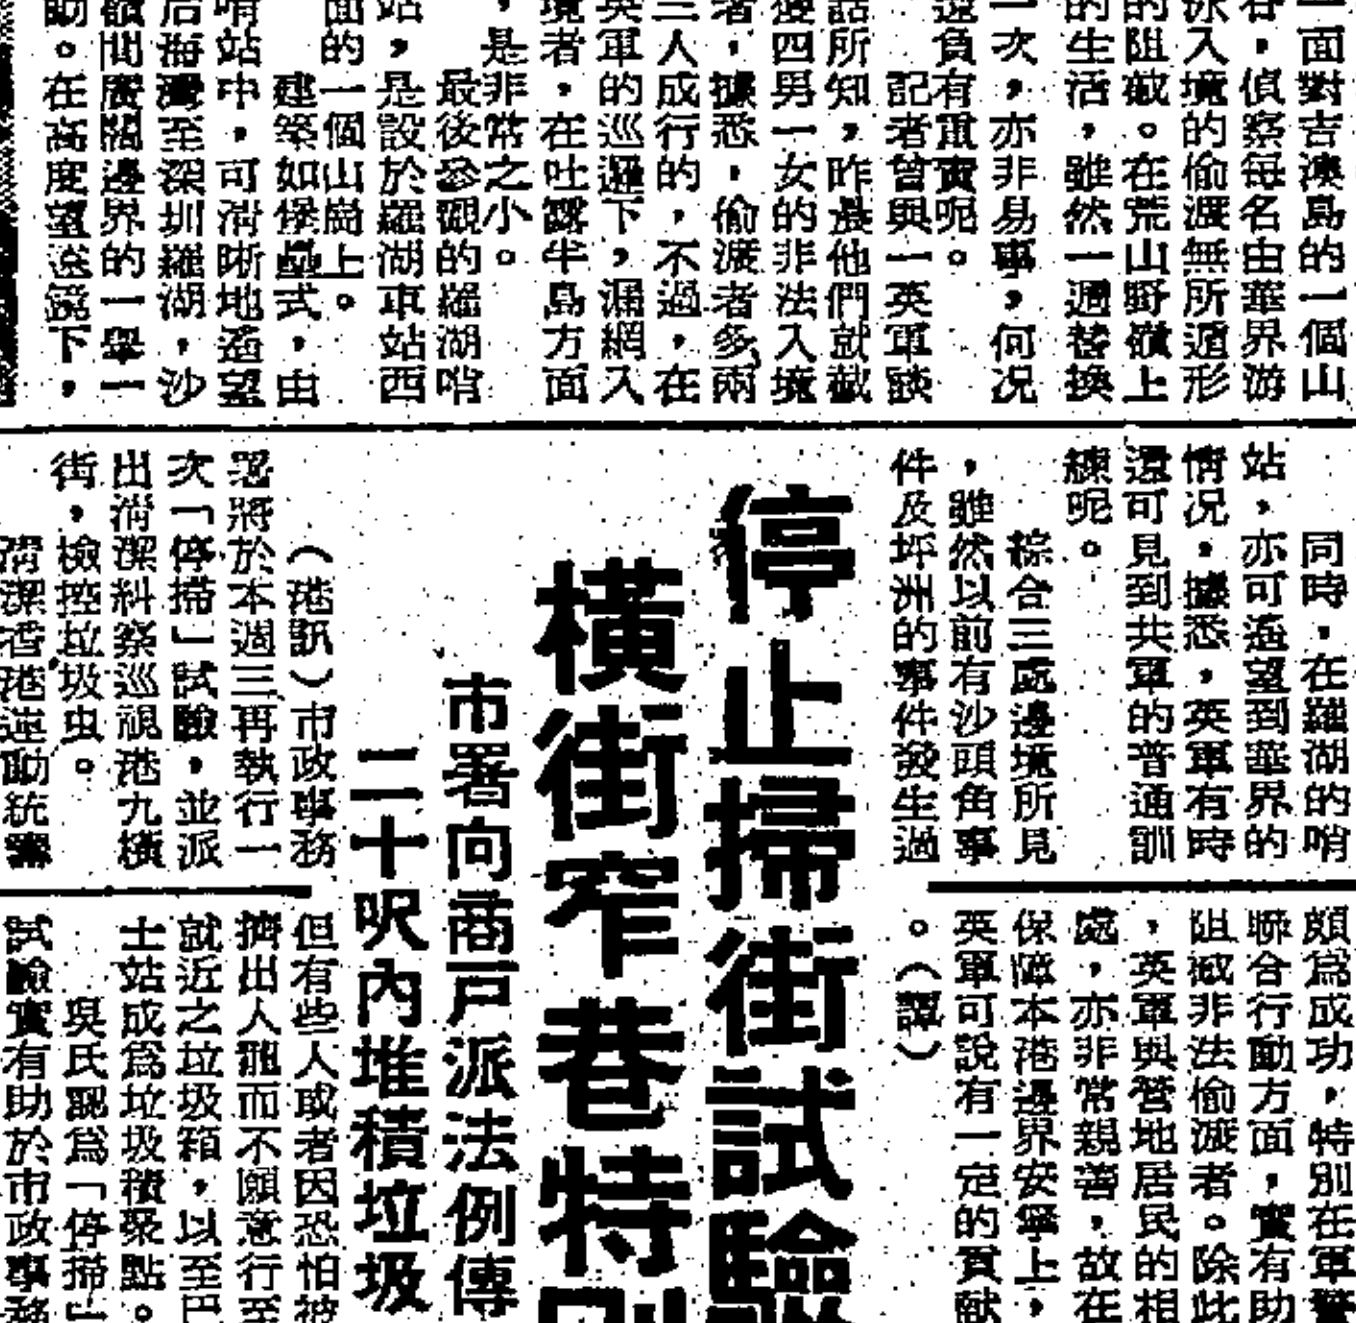 一面對吉澳島的一個山
谷，偵察每名由華界游
泳入境的偷渡無所遁形
的阻截。在荒山野嶺上
的生活，雖然一週替換
一次，亦非易事，何况
還負有重責呢。
記者曾與一英軍談
話所知，昨晨他們就截
獲四男一女的非法入境
者，據悉，偷渡者多兩
三人成行的，不過，在
英軍的巡邏下，漏網入
境者，在吐露半島方面
，是非常之小。
最後參觀的羅湖哨
站，是設於羅湖車站西
面的一個山崗上。
建築如堡壘式，由
哨站中，可清晰地遙望
后海灣至深圳羅湖，沙
嶺間廣闊邊界的一舉一
動。在高度望遠鏡下，
同時，在羅湖的哨
站，亦可遙望到華界的
情况，據悉，英軍有時
還可見到共軍的普通訓
練呢。
綜合三處邊境所見
，雖然以前有沙頭角事
件及坪洲的事件發生過
頗爲成功，特別在軍警
聯合行動方面，實有助
阻截非法偷渡者。除此
，英軍與營地居民的相
處，亦非常親善，故在
保障本港邊界安寧上，
英軍可說有一定的貢獻
。（譚）
停止掃街試驗
橫街窄巷特別
市署向商戶派法例傳
二十呎內堆積垃圾
（港訊）市政事務
署將於本週三再執行一
次「停掃」試驗，並派
出清潔糾察巡視港九橫
街，檢控垃圾虫。
清潔香港運動統籌
但有些人或者因恐怕被
擠出人龍而不願意行至
就近之垃圾箱，以至巴
士站成爲垃圾積聚點。
吳氏認爲「停掃」
試驗實有助於市政事務